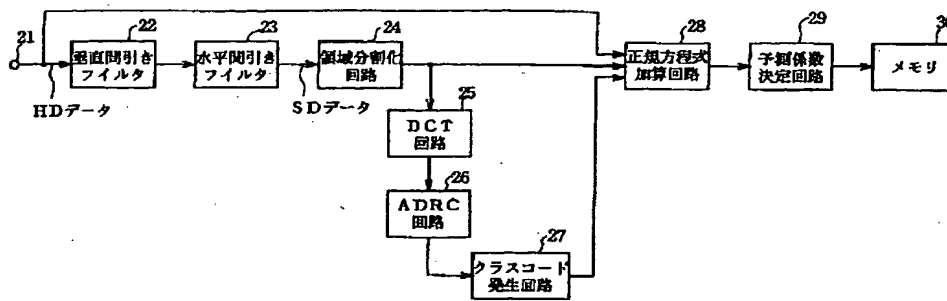 21
HDデータ
22
垂直間引き
フィルタ
23
水平間引き
フィルタ
SDデータ
24
領域分割化
回路
25
DCT
回路
26
ADRC
回路
27
クラスコード
発生回路
28
正規方程式
加算回路
29
予測係数
決定回路
30
メモリ